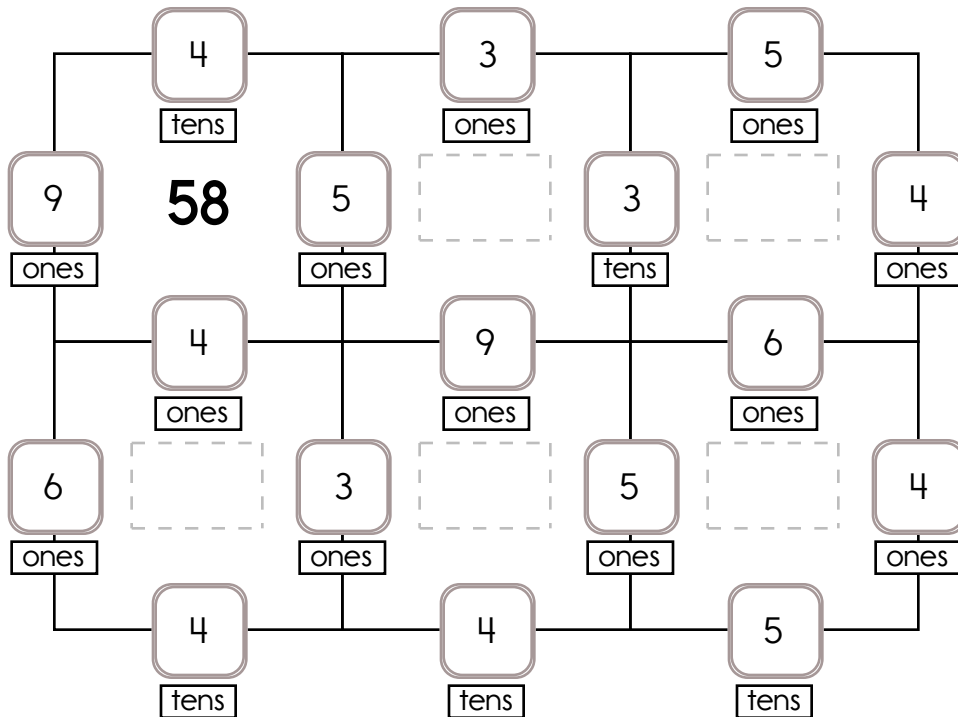 4 3 5
tens ones ones
9 58 5 3 4
ones ones tens ones
4 9 6
ones ones ones
6 3 5 4
ones ones ones ones
4 4 5
tens tens tens